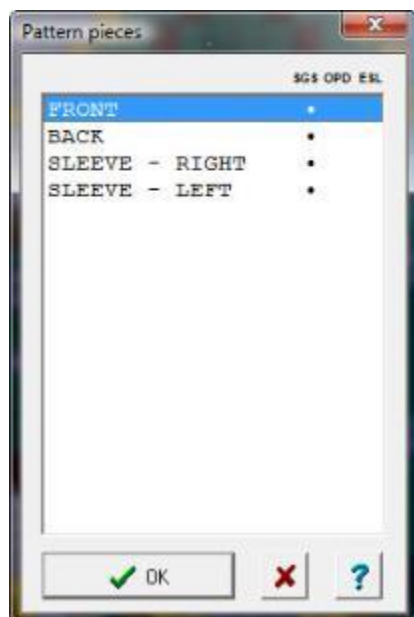 Pattern pieces
SGS OPD ESL
FRONT •
BACK •
SLEEVE - RIGHT •
SLEEVE - LEFT •
OK
?